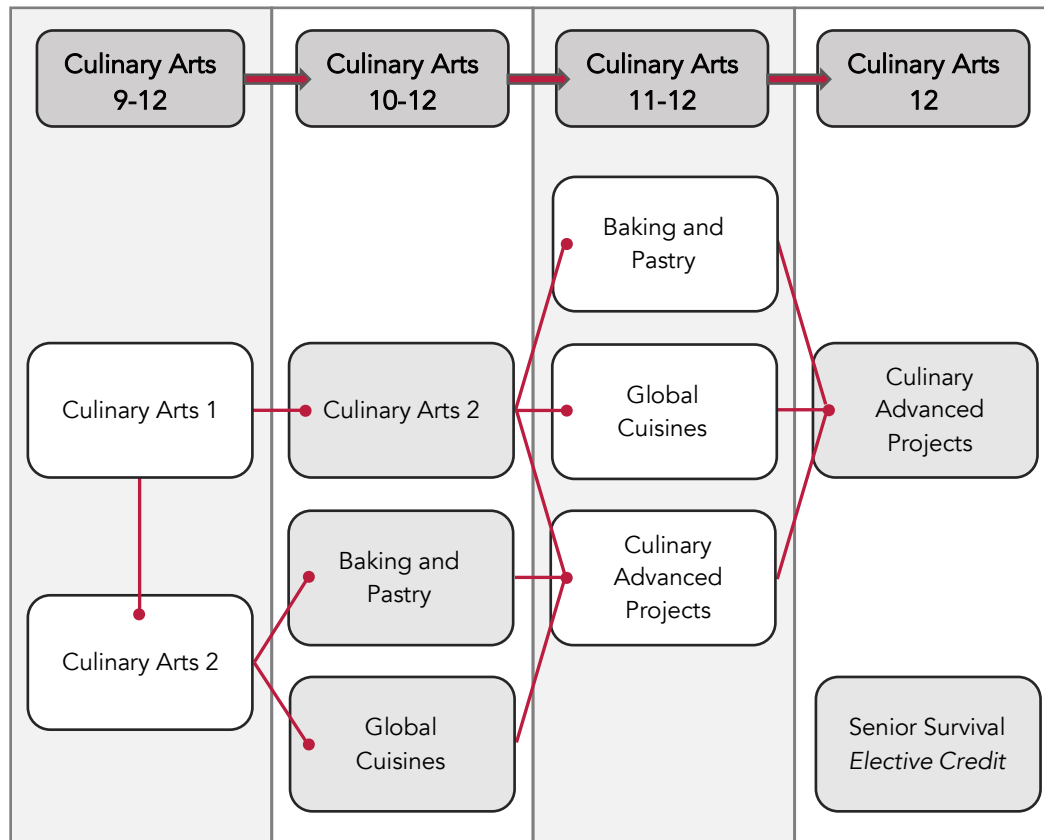 Culinary Arts
9-12
Culinary Arts
10-12
Culinary Arts
11-12
Culinary Arts
12
Culinary Arts 1
Culinary Arts 2
Culinary Arts 2
Baking and
Pastry
Global
Cuisines
Baking and
Pastry
Global
Cuisines
Culinary
Advanced
Projects
Culinary
Advanced
Projects
Senior Survival
Elective Credit